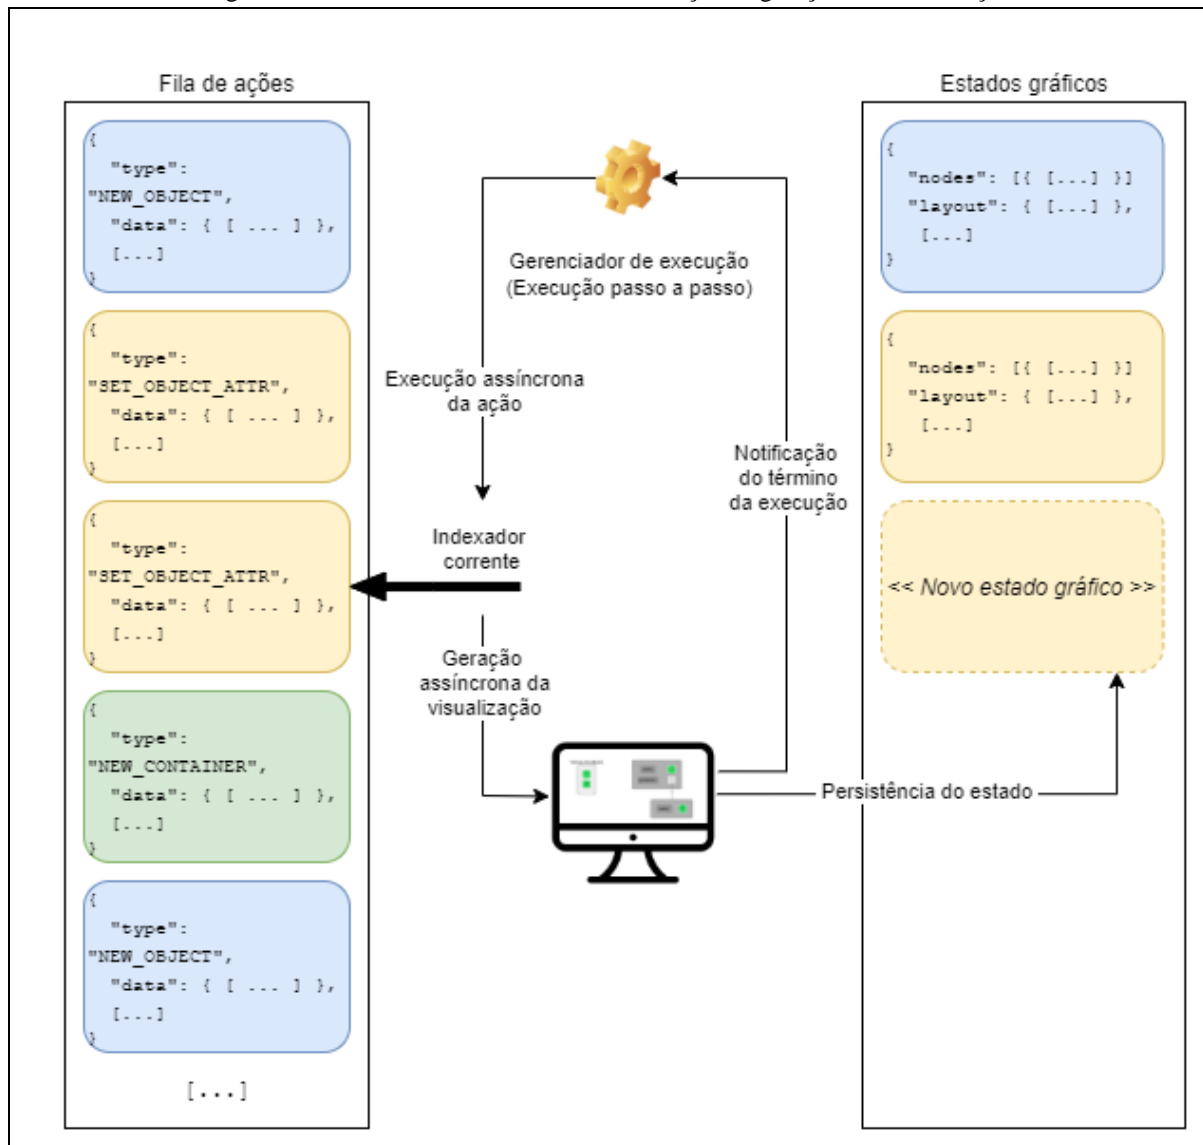 Fila de ações
{
"type":
"NEW_OBJECT",
"data": { [ ... ] },
[...]
}
{
"type":
"SET_OBJECT_ATTR",
"data": { [ ... ] },
[...]
}
{
"type":
"SET_OBJECT_ATTR",
"data": { [ ... ] },
[...]
}
{
"type":
"NEW_CONTAINER",
"data": { [ ... ] },
[...]
}
{
"type":
"NEW_OBJECT",
"data": { [ ... ] },
[...]
}
[...]
Gerenciador de execução
(Execução passo a passo)
Execução assíncrona
da ação
Indexador
corrente
Geração
assíncrona da
visualização
Notificação
do término
da execução
Persistência do estado
Estados gráficos
{
"nodes": [{ [...] }]
"layout": { [...] },
[...]
}
{
"nodes": [{ [...] }]
"layout": { [...] },
[...]
}
<< Novo estado gráfico >>